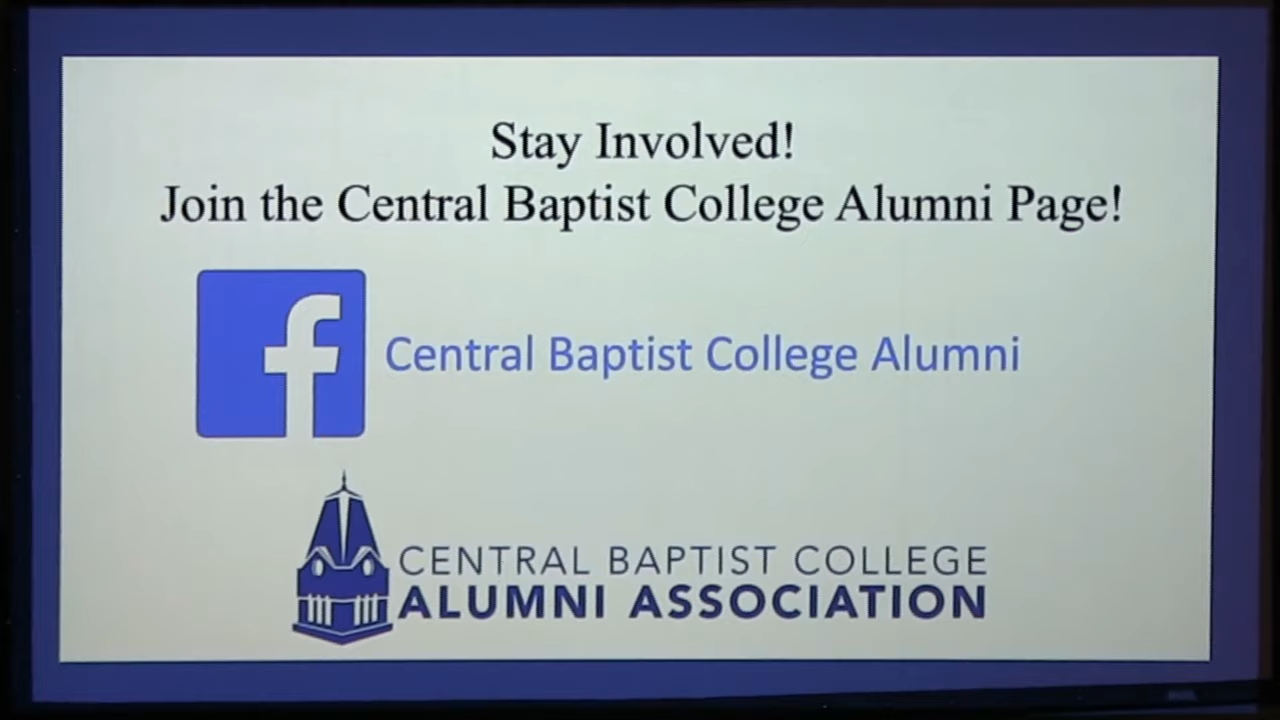 Stay Involved!
Join the Central Baptist College Alumni Page!
Central Baptist College Alumni
CENTRAL BAPTIST COLLEGE
ALUMNI ASSOCIATION